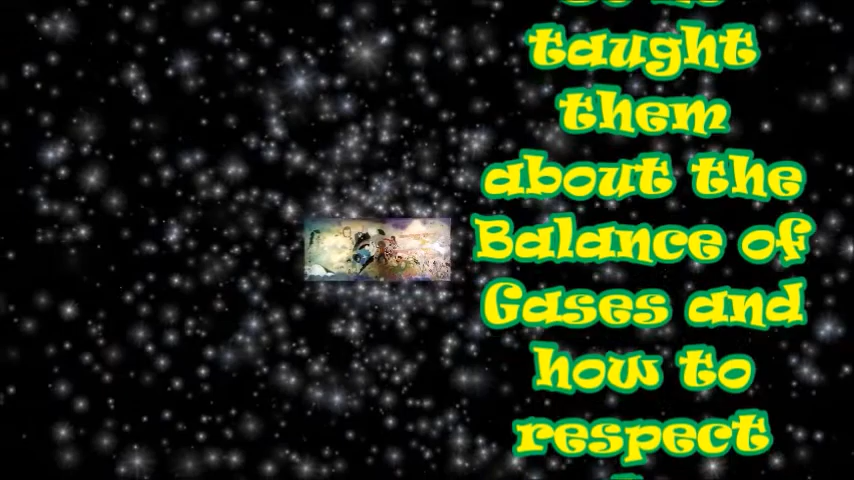 taught
them
about the
Balance of
Gases and
how to
respect